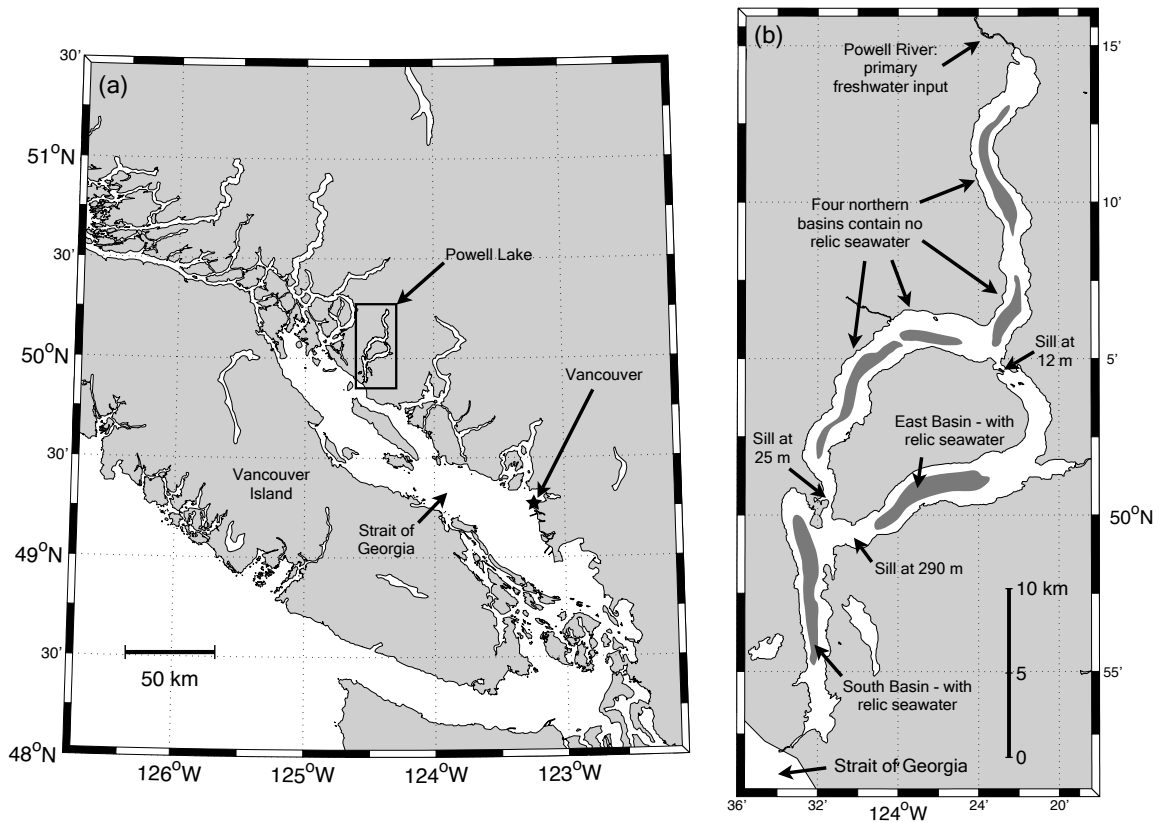 (a)
30'
51°N
30'
50°N
30'
49°N
30'
48°N
126°W
125°W
124°W
123°W
Powell Lake
Vancouver
Vancouver
Island
Strait of
Georgia
50 km
(b)
Powell River:
primary
freshwater input
Four northern
basins contain no
relic seawater
Sill at
12 m
East Basin - with
relic seawater
Sill at
25 m
Sill at 290 m
10 km
5
0
South Basin - with
relic seawater
Strait of Georgia
15'
10'
5'
50°N
55'
36'
32'
124°W
24'
20'